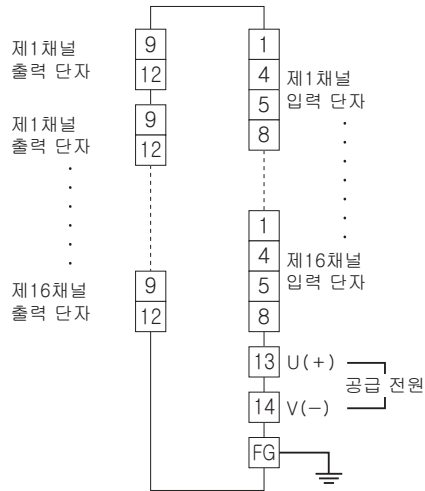 제1채널
출력 단자
9
12
제1채널
출력 단자
9
12
제16채널
출력 단자
9
12
1
4
5
8
제1채널
입력 단자
1
4
5
8
제16채널
입력 단자
13 U(+)
14 V(−)
공급 전원
FG